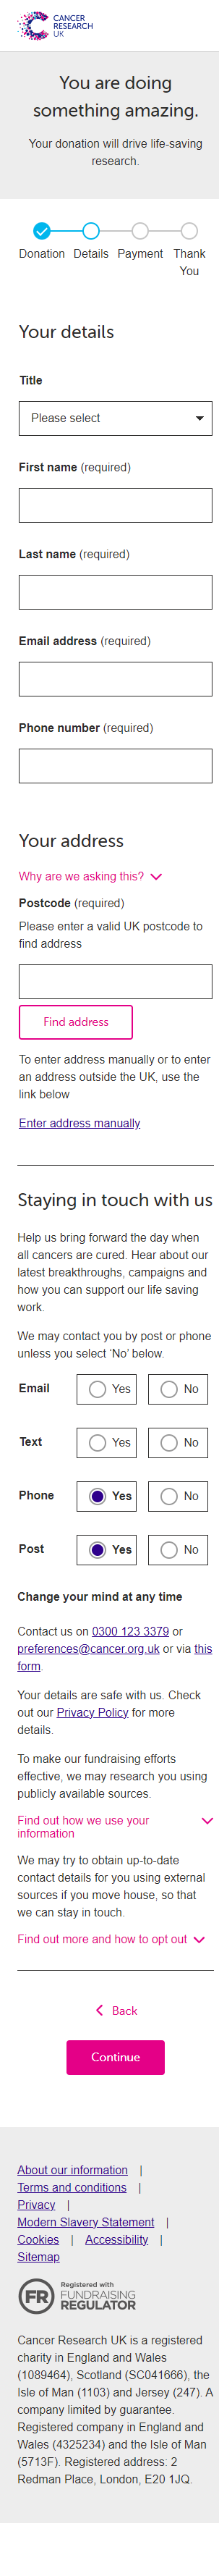 CANCER
RESEARCH
UK
You are doing
something amazing.
Your donation will drive life-saving
research.
Donation Details Payment Thank
You
Your details
Title
Please select
First name (required)
Last name (required)
Email address (required)
Phone number (required)
Your address
Why are we asking this?
Postcode (required)
Please enter a valid UK postcode to
find address
Find address
To enter address manually or to enter
an address outside the UK, use the
link below
Enter address manually
Staying in touch with us
Help us bring forward the day when
all cancers are cured. Hear about our
latest breakthroughs, campaigns and
how you can support our life saving
work.
We may contact you by post or phone
unless you select ‘No’ below.
Email Yes No
Text Yes No
Phone Yes No
Post Yes No
Change your mind at any time
Contact us on 0300 123 3379 or
preferences@cancer.org.uk or via this
form.
Your details are safe with us. Check
out our Privacy Policy for more
details.
To make our fundraising efforts
effective, we may research you using
publicly available sources.
Find out how we use your
information
We may try to obtain up-to-date
contact details for you using external
sources if you move house, so that
we can stay in touch.
Find out more and how to opt out
Back
Continue
About our information |
Terms and conditions |
Privacy |
Modern Slavery Statement |
Cookies | Accessibility |
Sitemap
FR Registered with
FUNDRAISING
REGULATOR
Cancer Research UK is a registered
charity in England and Wales
(1089464), Scotland (SC041666), the
Isle of Man (1103) and Jersey (247). A
company limited by guarantee.
Registered company in England and
Wales (4325234) and the Isle of Man
(5713F). Registered address: 2
Redman Place, London, E20 1JQ.